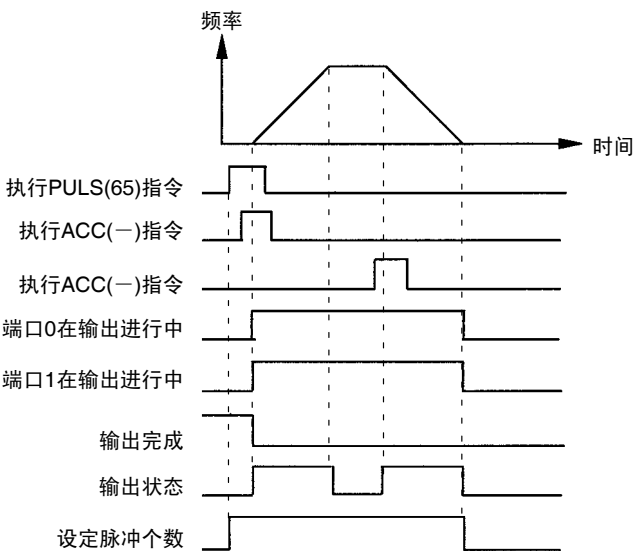 频率
时间
执行PULS(65)指令
执行ACC(—)指令
执行ACC(—)指令
端口0在输出进行中
端口1在输出进行中
输出完成
输出状态
设定脉冲个数